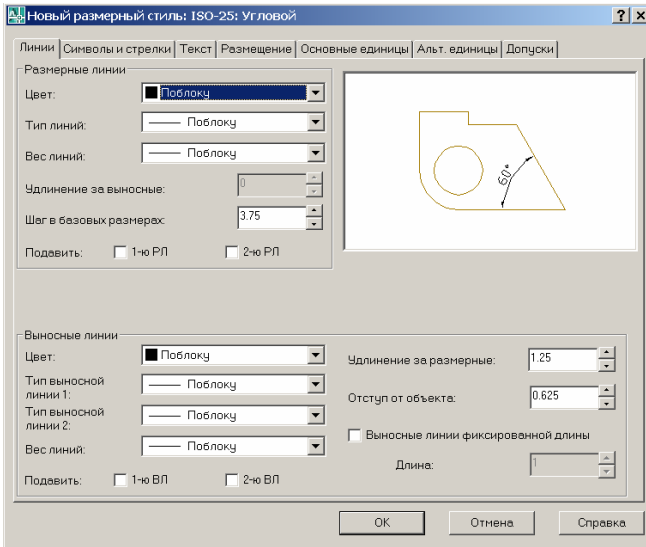 Новый размерный стиль: ISO-25: Угловой
Линии Символы и стрелки Текст Размещение Основные единицы Альт. единицы Допуски
Размерные линии
Цвет: Поблоку
Тип линий: Поблоку
Вес линий: Поблоку
Удлинение за выносные: 0
Шаг в базовых размерах: 3.75
Подавить: 1-ю РЛ 2-ю РЛ
60°
Выносные линии
Цвет: Поблоку
Тип выносной линии 1: Поблоку
Тип выносной линии 2: Поблоку
Вес линий: Поблоку
Подавить: 1-ю ВЛ 2-ю ВЛ
Удлинение за размерные: 1.25
Отступ от объекта: 0.625
Выносные линии фиксированной длины
Длина: 1
OK Отмена Справка